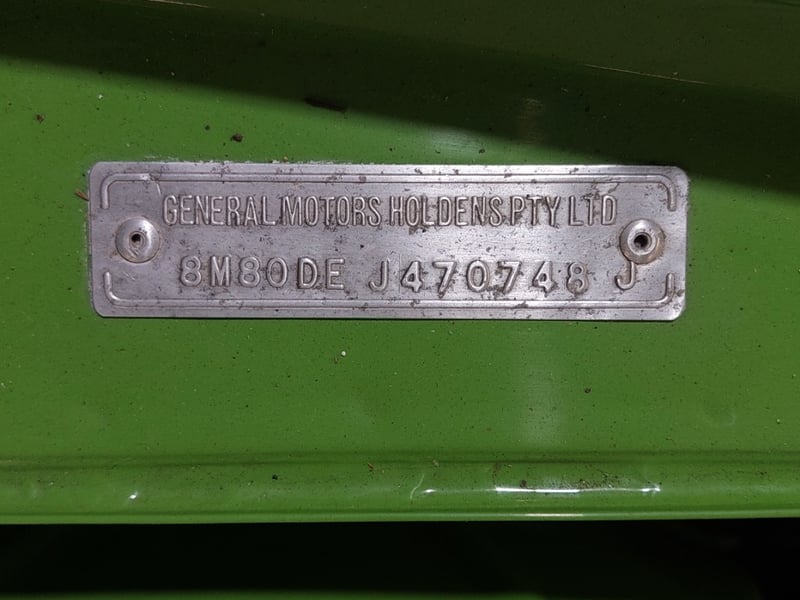 GENERAL MOTORS HOLDENS PTY LTD
8M80DE J470748 J